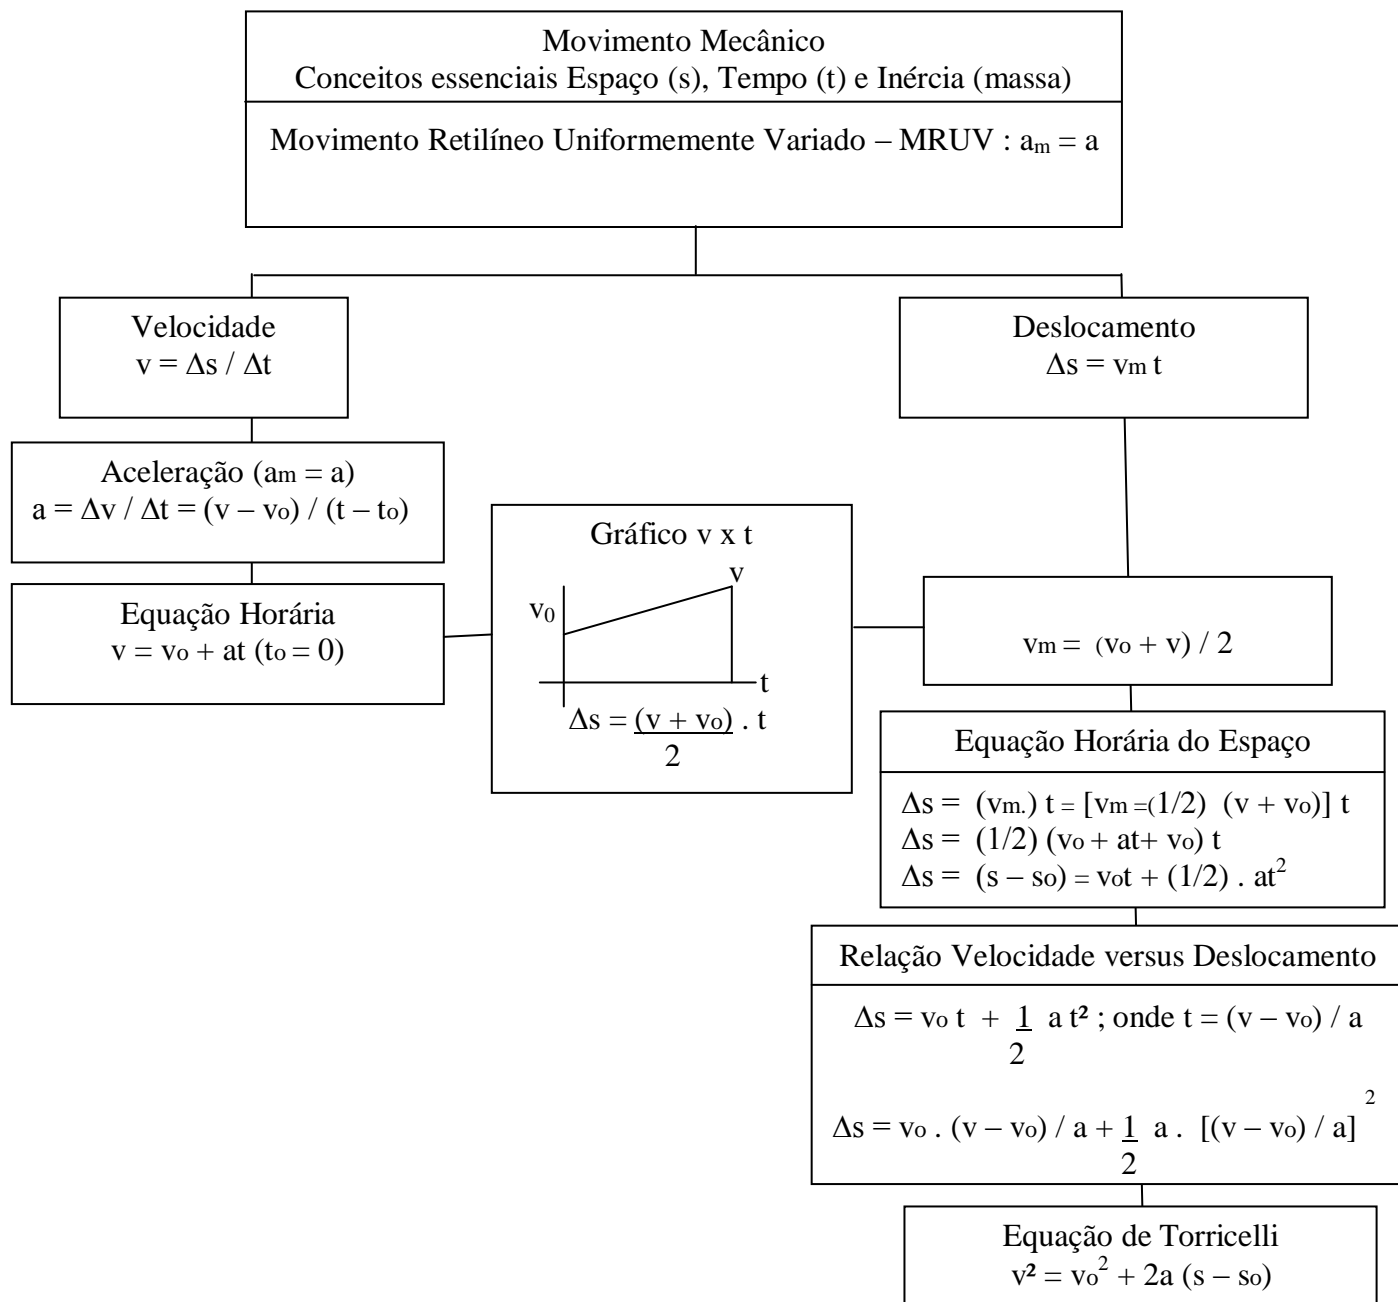 Movimento Mecânico
Conceitos essenciais Espaço (s), Tempo (t) e Inércia (massa)
Movimento Retilíneo Uniformemente Variado – MRUV : aₘ = a
Velocidade
v = Δs / Δt
Deslocamento
Δs = vm t
Aceleração (am = a)
a = Δv / Δt = (v – vo) / (t – to)
Equação Horária
v = vo + at (to = 0)
Gráfico v x t
v
v₀
t
Δs = (v + vo) . t
2
vm = (vo + v) / 2
Equação Horária do Espaço
Δs = (vm.) t = [vm =(1/2) (v + vo)] t
Δs = (1/2) (vo + at+ vo) t
Δs = (s – so) = vot + (1/2) . at²
Relação Velocidade versus Deslocamento
Δs = vo t + 1 a t² ; onde t = (v – vo) / a
2
Δs = vo . (v – vo) / a + 1 a . [(v – vo) / a]²
2
Equação de Torricelli
v² = vo² + 2a (s – so)